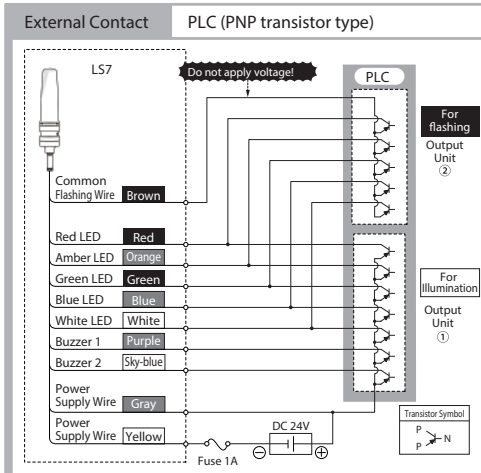 External Contact
PLC (PNP transistor type)
LS7
Do not apply voltage!
PLC
For
flashing
Output
Unit
②
Common
Flashing Wire
Brown
Red LED
Red
Amber LED
Orange
Green LED
Green
Blue LED
Blue
White LED
White
Buzzer 1
Purple
Buzzer 2
Sky-blue
Power
Supply Wire
Gray
Power
Supply Wire
Yellow
For
Illumination
Output
Unit
①
Fuse 1A
DC 24V
⊖
⊕
Transistor Symbol
P
P
N